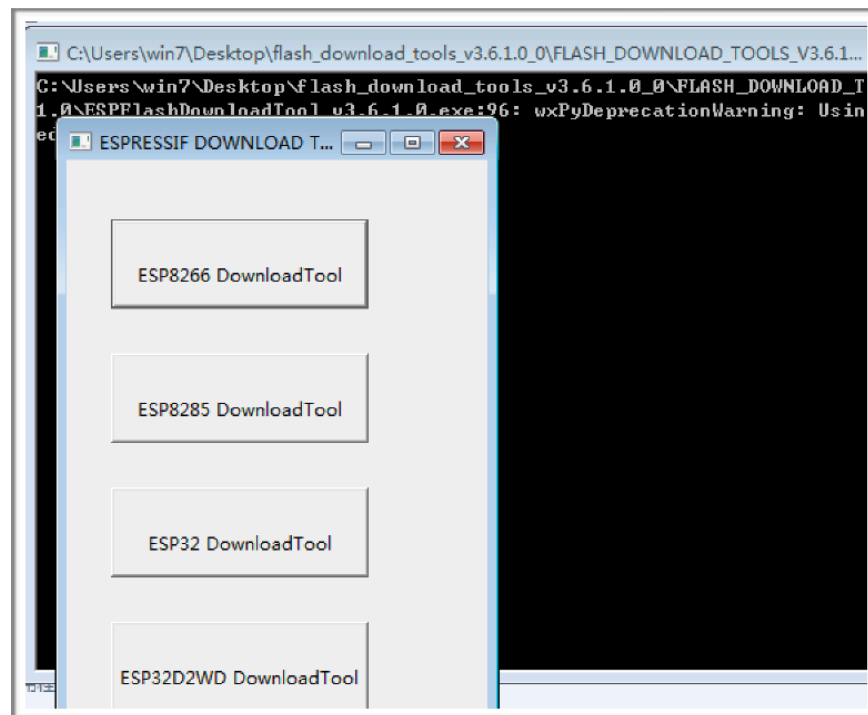 C:\Users\win7\Desktop\flash_download_tools_v3.6.1.0_0\FLASH_DOWNLOAD_TOOLS_V3.6.1...
C:\Users\win7\Desktop\flash_download_tools_v3.6.1.0_0\FLASH_DOWNLOAD_T
1.0\ESPFlashDownloadTool_v3.6.1.0.exe:96: wxPyDeprecationWarning: Usin
ed
ESPRESSIF DOWNLOAD T...
ESP8266 DownloadTool
ESP8285 DownloadTool
ESP32 DownloadTool
ESP32D2WD DownloadTool